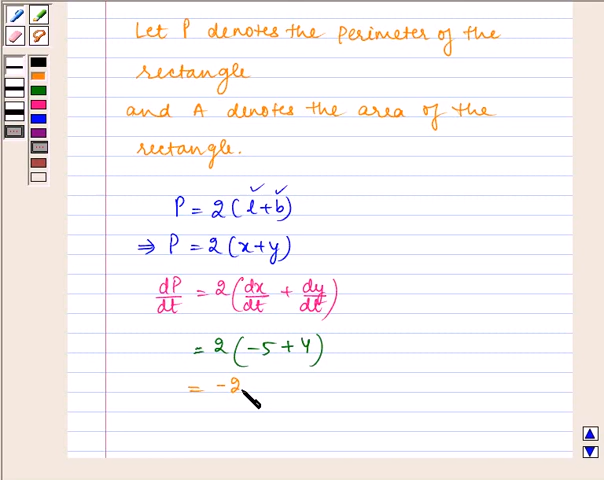 Let P denotes the perimeter of the
rectangle
and A denotes the area of the
rectangle.
P = 2 (l + b)
⇒ P = 2 (x + y)
dP/dt = 2 (dx/dt + dy/dt)
= 2 (-5 + 4)
= -2